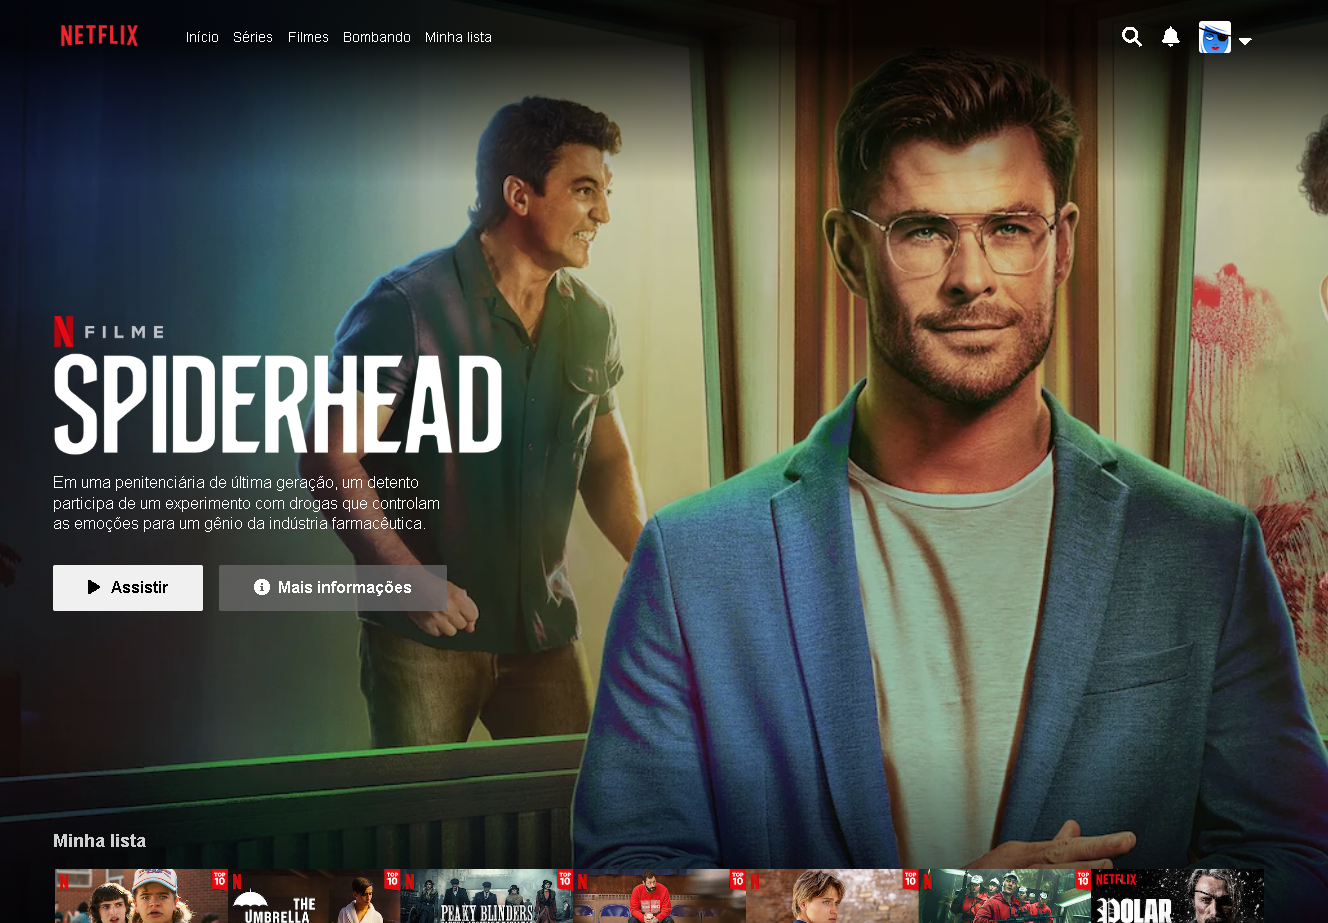 NETFLIX
Início Séries Filmes Bombando Minha lista
N FILME
SPIDERHEAD
Em uma penitenciária de última geração, um detento
participa de um experimento com drogas que controlam
as emoções para um gênio da indústria farmacêutica.
Assistir
Mais informações
Minha lista
N TOP 10
N TOP 10
THE
UMBRELLA
N TOP 10
PEAKY BLINDERS
N TOP 10
N TOP 10
N TOP 10
NETFLIX
POLAR